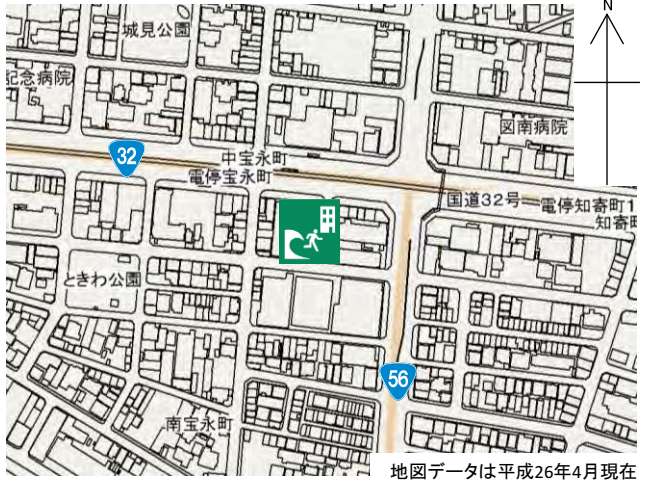 N
城見公園
記念病院
図南病院
32
中宝永町
電停宝永町
国道32号
電停知寄町1
知寄町
ときわ公園
56
南宝永町
地図データは平成26年4月現在